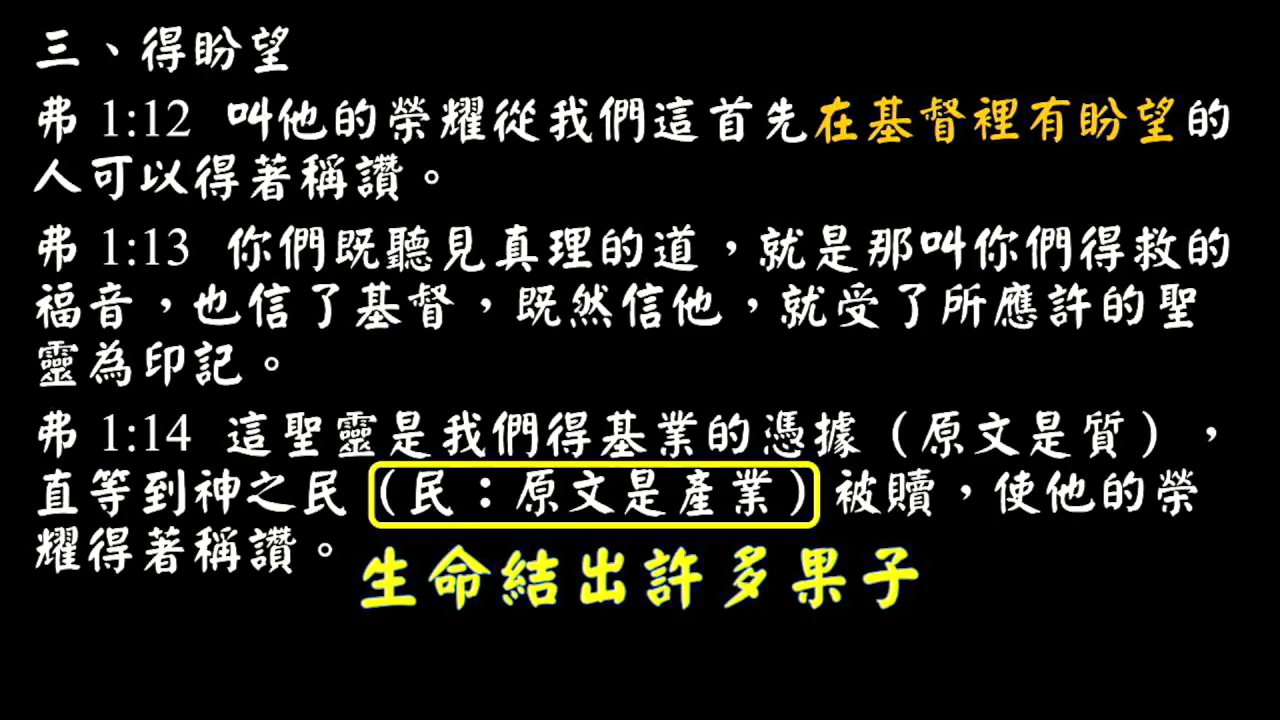 三、得盼望
弗 1:12 叫他的榮耀從我們這首先在基督裡有盼望的
人可以得著稱讚。
弗 1:13 你們既聽見真理的道，就是那叫你們得救的
福音，也信了基督，既然信他，就受了所應許的聖
靈為印記。
弗 1:14 這聖靈是我們得基業的憑據（原文是質），
直等到神之民（民：原文是產業）被贖，使他的榮
耀得著稱讚。
生命結出許多果子